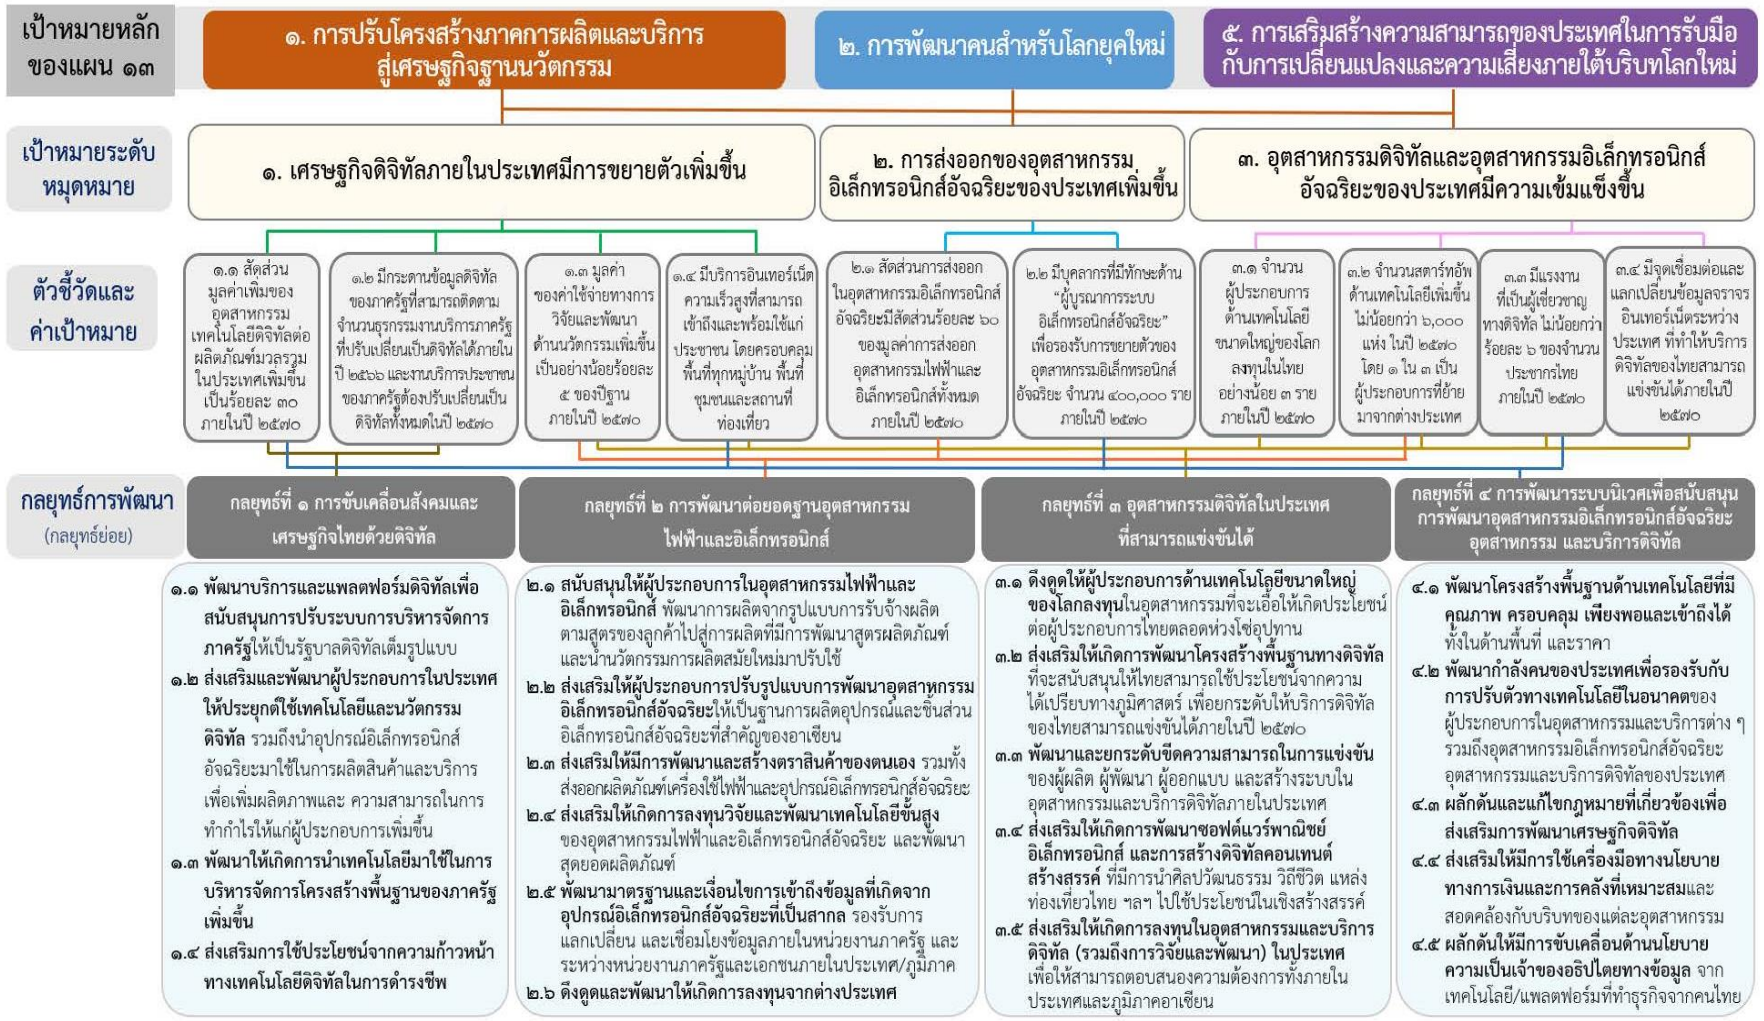 เป้าหมายหลัก
ของแผน ๑๓
๑. การปรับโครงสร้างภาคการผลิตและบริการ
สู่เศรษฐกิจฐานนวัตกรรม
๒. การพัฒนาคนสำหรับโลกยุคใหม่
๕. การเสริมสร้างความสามารถของประเทศในการรับมือ
กับการเปลี่ยนแปลงและความเสี่ยงภายใต้บริบทโลกใหม่
เป้าหมายระดับ
หมุดหมาย
๑. เศรษฐกิจดิจิทัลภายในประเทศมีการขยายตัวเพิ่มขึ้น
๒. การส่งออกของอุตสาหกรรม
อิเล็กทรอนิกส์อัจฉริยะของประเทศเพิ่มขึ้น
๓. อุตสาหกรรมดิจิทัลและอุตสาหกรรมอิเล็กทรอนิกส์
อัจฉริยะของประเทศมีความเข้มแข็งขึ้น
ตัวชี้วัดและ
ค่าเป้าหมาย
๑.๑ สัดส่วน
มูลค่าเพิ่มของ
อุตสาหกรรม
เทคโนโลยีดิจิทัลต่อ
ผลิตภัณฑ์มวลรวม
ในประเทศเพิ่มขึ้น
เป็นร้อยละ ๓๐
ภายในปี ๒๕๗๐
๑.๒ มีกระดานข้อมูลดิจิทัล
ของภาครัฐที่สามารถติดตาม
จำนวนธุรกรรมงานบริการภาครัฐ
ที่ปรับเปลี่ยนเป็นดิจิทัลได้ภายใน
ปี ๒๕๖๖ และงานบริการประชาชน
ของภาครัฐต้องปรับเปลี่ยนเป็น
ดิจิทัลทั้งหมดในปี ๒๕๗๐
๑.๓ มูลค่า
ของค่าใช้จ่ายทางการ
วิจัยและพัฒนา
ด้านนวัตกรรมเพิ่มขึ้น
เป็นอย่างน้อยร้อยละ
๕ ของปีฐาน
ภายในปี ๒๕๗๐
๑.๔ มีบริการอินเทอร์เน็ต
ความเร็วสูงที่สามารถ
เข้าถึงและพร้อมใช้แก่
ประชาชน โดยครอบคลุม
พื้นที่ทุกหมู่บ้าน พื้นที่
ชุมชนและสถานที่
ท่องเที่ยว
๒.๑ สัดส่วนการส่งออก
ในอุตสาหกรรมอิเล็กทรอนิกส์
อัจฉริยะมีสัดส่วนร้อยละ ๖๐
ของมูลค่าการส่งออก
อุตสาหกรรมไฟฟ้าและ
อิเล็กทรอนิกส์ทั้งหมด
ภายในปี ๒๕๗๐
๒.๒ มีบุคลากรที่มีทักษะด้าน
“ผู้บูรณาการระบบ
อิเล็กทรอนิกส์อัจฉริยะ”
เพื่อรองรับการขยายตัวของ
อุตสาหกรรมอิเล็กทรอนิกส์
อัจฉริยะ จำนวน ๔๐๐,๐๐๐ ราย
ภายในปี ๒๕๗๐
๓.๑ จำนวน
ผู้ประกอบการ
ด้านเทคโนโลยี
ขนาดใหญ่ของโลก
ลงทุนในไทย
อย่างน้อย ๓ ราย
ภายในปี ๒๕๗๐
๓.๒ จำนวนสตาร์ทอัพ
ด้านเทคโนโลยีเพิ่มขึ้น
ไม่น้อยกว่า ๖,๐๐๐
แห่ง ในปี ๒๕๗๐
โดย ๑ ใน ๓ เป็น
ผู้ประกอบการที่ย้าย
มาจากต่างประเทศ
๓.๓ มีแรงงาน
ที่เป็นผู้เชี่ยวชาญ
ทางดิจิทัล ไม่น้อยกว่า
ร้อยละ ๖ ของจำนวน
ประชากรไทย
ภายในปี ๒๕๗๐
๓.๔ มีจุดเชื่อมต่อและ
แลกเปลี่ยนข้อมูลจราจร
อินเทอร์เน็ตระหว่าง
ประเทศ ที่ทำให้บริการ
ดิจิทัลของไทยสามารถ
แข่งขันได้ภายในปี
๒๕๗๐
กลยุทธ์การพัฒนา
(กลยุทธ์ย่อย)
กลยุทธ์ที่ ๑ การขับเคลื่อนสังคมและ
เศรษฐกิจไทยด้วยดิจิทัล
กลยุทธ์ที่ ๒ การพัฒนาต่อยอดฐานอุตสาหกรรม
ไฟฟ้าและอิเล็กทรอนิกส์
กลยุทธ์ที่ ๓ อุตสาหกรรมดิจิทัลในประเทศ
ที่สามารถแข่งขันได้
กลยุทธ์ที่ ๔ การพัฒนาระบบนิเวศเพื่อสนับสนุน
การพัฒนาอุตสาหกรรมอิเล็กทรอนิกส์อัจฉริยะ
อุตสาหกรรม และบริการดิจิทัล
๑.๑ พัฒนาบริการและแพลตฟอร์มดิจิทัลเพื่อ
สนับสนุนการปรับระบบการบริหารจัดการ
ภาครัฐให้เป็นรัฐบาลดิจิทัลเต็มรูปแบบ
๑.๒ ส่งเสริมและพัฒนาผู้ประกอบการในประเทศ
ให้ประยุกต์ใช้เทคโนโลยีและนวัตกรรม
ดิจิทัล รวมถึงนำอุปกรณ์อิเล็กทรอนิกส์
อัจฉริยะมาใช้ในการผลิตสินค้าและบริการ
เพื่อเพิ่มผลิตภาพและ ความสามารถในการ
ทำกำไรให้แก่ผู้ประกอบการเพิ่มขึ้น
๑.๓ พัฒนาให้เกิดการนำเทคโนโลยีมาใช้ในการ
บริหารจัดการโครงสร้างพื้นฐานของภาครัฐ
เพิ่มขึ้น
๑.๔ ส่งเสริมการใช้ประโยชน์จากความก้าวหน้า
ทางเทคโนโลยีดิจิทัลในการดำรงชีพ
๒.๑ สนับสนุนให้ผู้ประกอบการในอุตสาหกรรมไฟฟ้าและ
อิเล็กทรอนิกส์ พัฒนาการผลิตจากรูปแบบการรับจ้างผลิต
ตามสูตรของลูกค้าไปสู่การผลิตที่มีการพัฒนาสูตรผลิตภัณฑ์
และนำนวัตกรรมการผลิตสมัยใหม่มาปรับใช้
๒.๒ ส่งเสริมให้ผู้ประกอบการปรับรูปแบบการพัฒนาอุตสาหกรรม
อิเล็กทรอนิกส์อัจฉริยะให้เป็นฐานการผลิตอุปกรณ์และชิ้นส่วน
อิเล็กทรอนิกส์อัจฉริยะที่สำคัญของอาเซียน
๒.๓ ส่งเสริมให้มีการพัฒนาและสร้างตราสินค้าของตนเอง รวมทั้ง
ส่งออกผลิตภัณฑ์เครื่องใช้ไฟฟ้าและอุปกรณ์อิเล็กทรอนิกส์อัจฉริยะ
๒.๔ ส่งเสริมให้เกิดการลงทุนวิจัยและพัฒนาเทคโนโลยีขั้นสูง
ของอุตสาหกรรมไฟฟ้าและอิเล็กทรอนิกส์อัจฉริยะ และพัฒนา
สุดยอดผลิตภัณฑ์
๒.๕ พัฒนามาตรฐานและเงื่อนไขการเข้าถึงข้อมูลที่เกิดจาก
อุปกรณ์อิเล็กทรอนิกส์อัจฉริยะที่เป็นสากล รองรับการ
แลกเปลี่ยน และเชื่อมโยงข้อมูลภายในหน่วยงานภาครัฐ และ
ระหว่างหน่วยงานภาครัฐและเอกชนภายในประเทศ/ภูมิภาค
๒.๖ ดึงดูดและพัฒนาให้เกิดการลงทุนจากต่างประเทศ
๓.๑ ดึงดูดให้ผู้ประกอบการด้านเทคโนโลยีขนาดใหญ่
ของโลกลงทุนในอุตสาหกรรมที่จะเอื้อให้เกิดประโยชน์
ต่อผู้ประกอบการไทยตลอดห่วงโซ่อุปทาน
๓.๒ ส่งเสริมให้เกิดการพัฒนาโครงสร้างพื้นฐานทางดิจิทัล
ที่จะสนับสนุนให้ไทยสามารถใช้ประโยชน์จากความ
ได้เปรียบทางภูมิศาสตร์ เพื่อยกระดับให้บริการดิจิทัล
ของไทยสามารถแข่งขันได้ภายในปี ๒๕๗๐
๓.๓ พัฒนาและยกระดับขีดความสามารถในการแข่งขัน
ของผู้ผลิต ผู้พัฒนา ผู้ออกแบบ และสร้างระบบใน
อุตสาหกรรมและบริการดิจิทัลภายในประเทศ
๓.๔ ส่งเสริมให้เกิดการพัฒนาซอฟต์แวร์พาณิชย์
อิเล็กทรอนิกส์ และการสร้างดิจิทัลคอนเทนต์
สร้างสรรค์ ที่มีการนำศิลปวัฒนธรรม วิถีชีวิต แหล่ง
ท่องเที่ยวไทย ฯลฯ ไปใช้ประโยชน์ในเชิงสร้างสรรค์
๓.๕ ส่งเสริมให้เกิดการลงทุนในอุตสาหกรรมและบริการ
ดิจิทัล (รวมถึงการวิจัยและพัฒนา) ในประเทศ
เพื่อให้สามารถตอบสนองความต้องการทั้งภายใน
ประเทศและภูมิภาคอาเซียน
๔.๑ พัฒนาโครงสร้างพื้นฐานด้านเทคโนโลยีที่มี
คุณภาพ ครอบคลุม เพียงพอและเข้าถึงได้
ทั้งในด้านพื้นที่ และราคา
๔.๒ พัฒนากำลังคนของประเทศเพื่อรองรับกับ
การปรับตัวทางเทคโนโลยีในอนาคตของ
ผู้ประกอบการในอุตสาหกรรมและบริการต่าง ๆ
รวมถึงอุตสาหกรรมอิเล็กทรอนิกส์อัจฉริยะ
อุตสาหกรรมและบริการดิจิทัลของประเทศ
๔.๓ ผลักดันและแก้ไขกฎหมายที่เกี่ยวข้องเพื่อ
ส่งเสริมการพัฒนาเศรษฐกิจดิจิทัล
๔.๔ ส่งเสริมให้มีการใช้เครื่องมือทางนโยบาย
ทางการเงินและการคลังที่เหมาะสมและ
สอดคล้องกับบริบทของแต่ละอุตสาหกรรม
๔.๕ ผลักดันให้มีการขับเคลื่อนด้านนโยบาย
ความเป็นเจ้าของอธิปไตยทางข้อมูล จาก
เทคโนโลยี/แพลตฟอร์มที่ทำธุรกิจจากคนไทย